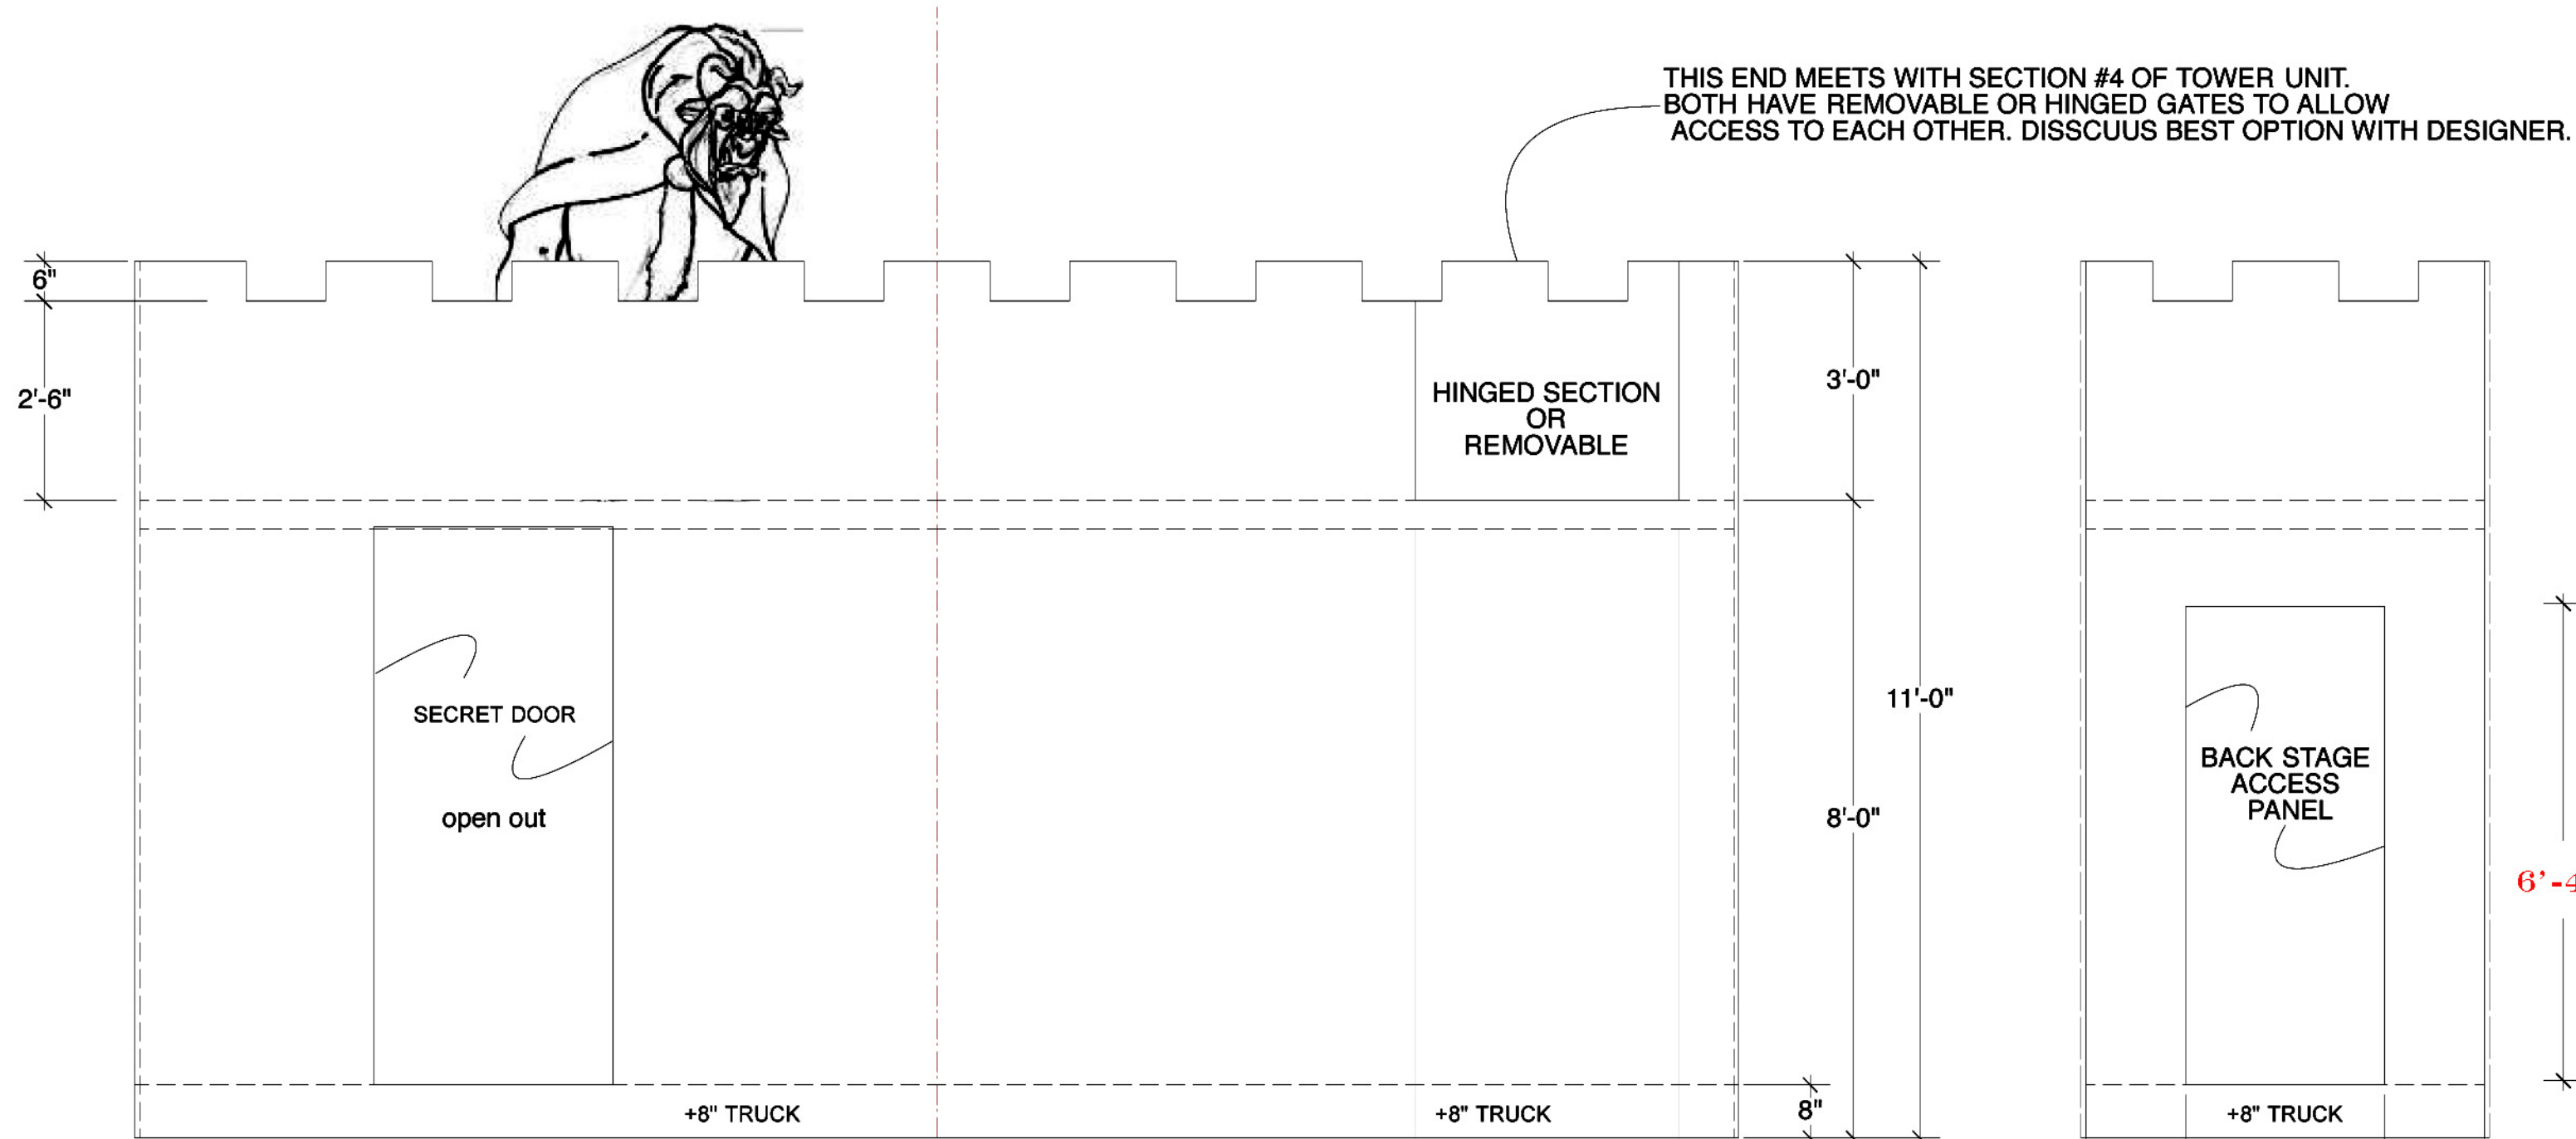 THIS END MEETS WITH SECTION #4 OF TOWER UNIT.
BOTH HAVE REMOVABLE OR HINGED GATES TO ALLOW
ACCESS TO EACH OTHER. DISSCUUS BEST OPTION WITH DESIGNER.
6"
2'-6"
HINGED SECTION
OR
REMOVABLE
3'-0"
SECRET DOOR
open out
11'-0"
8'-0"
BACK STAGE
ACCESS
PANEL
6'-4
+8" TRUCK
+8" TRUCK
8"
+8" TRUCK